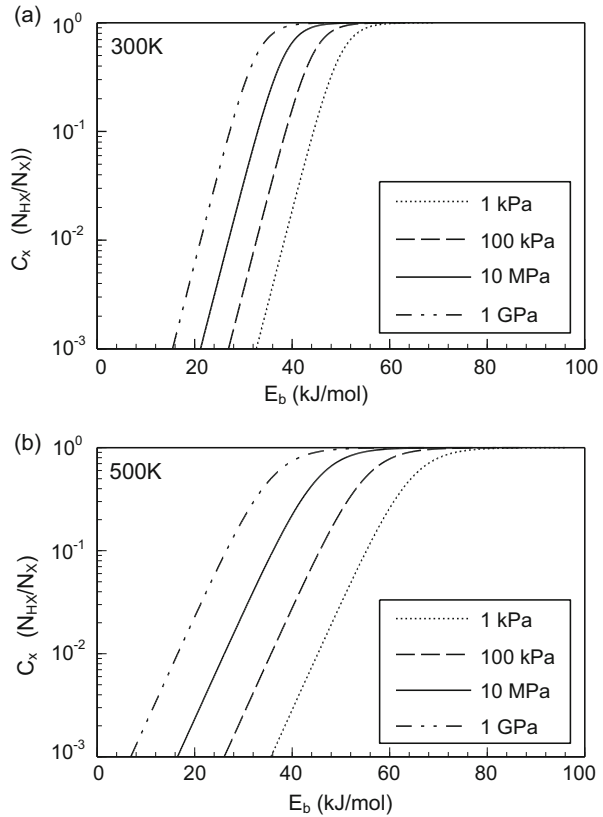 (a)
300K
10^0
10^-1
10^-2
10^-3
C_x (N_HX/N_X))
1 kPa
100 kPa
10 MPa
1 GPa
0 20 40 60 80 100
E_b (kJ/mol)
(b)
500K
10^0
10^-1
10^-2
10^-3
C_x (N_HX/N_X)
1 kPa
100 kPa
10 MPa
1 GPa
0 20 40 60 80 100
E_b (kJ/mol)